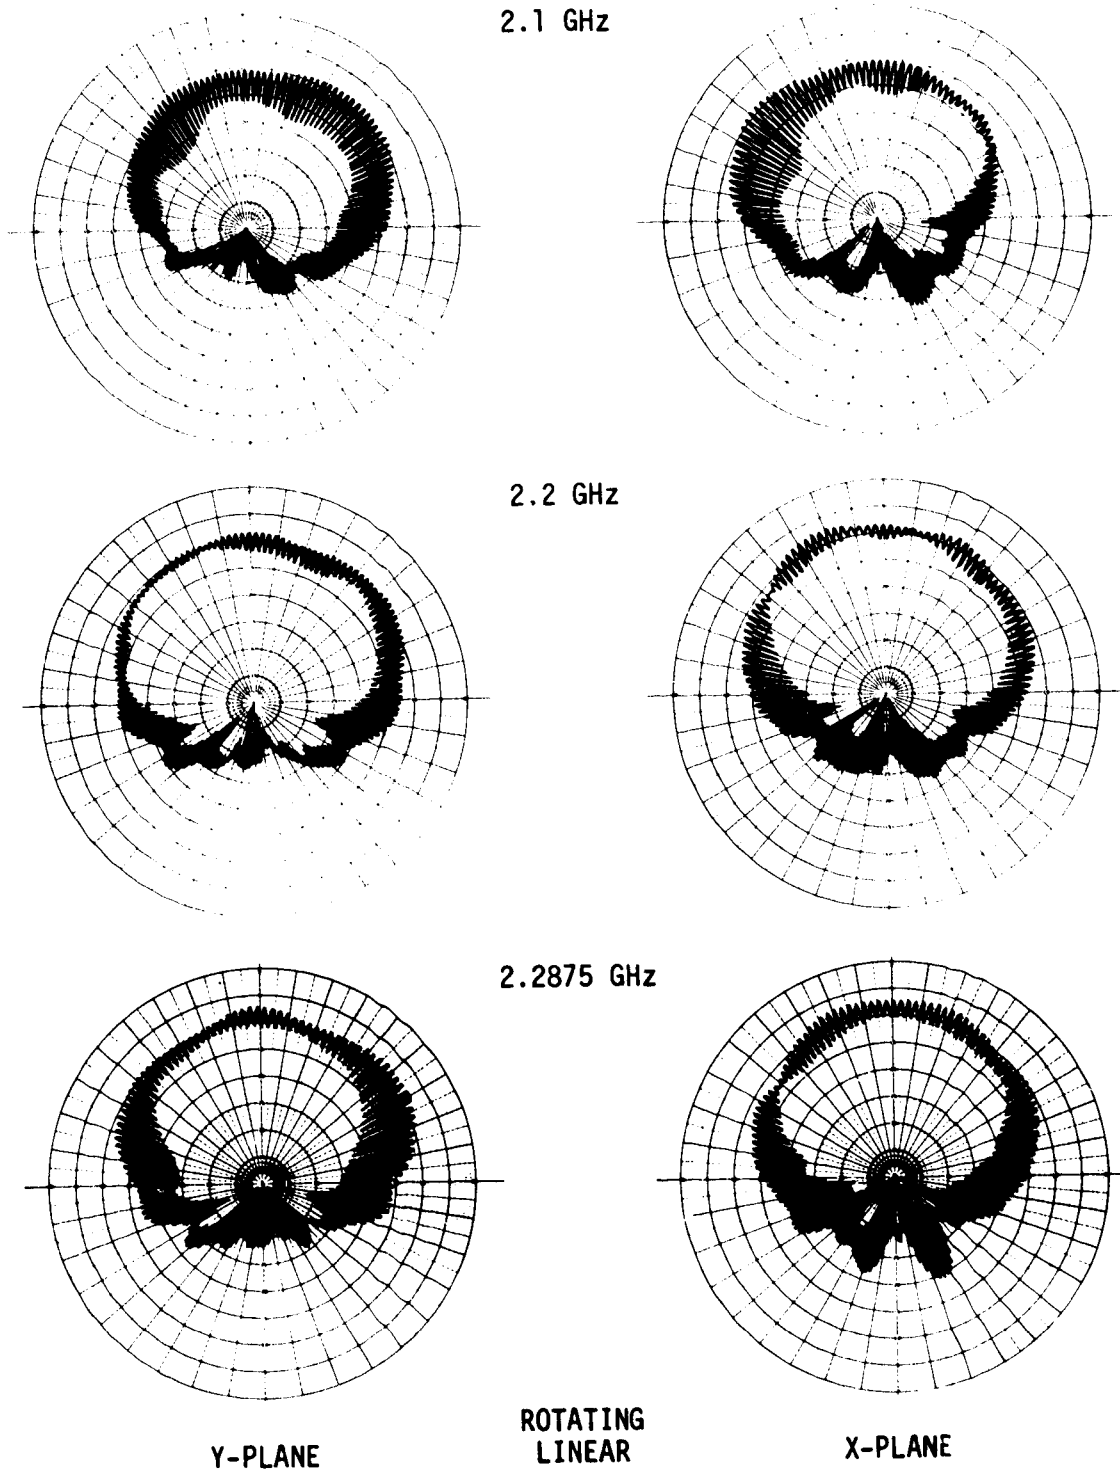 2.1 GHz
2.2 GHz
2.2875 GHz
ROTATING
LINEAR
Y-PLANE
X-PLANE